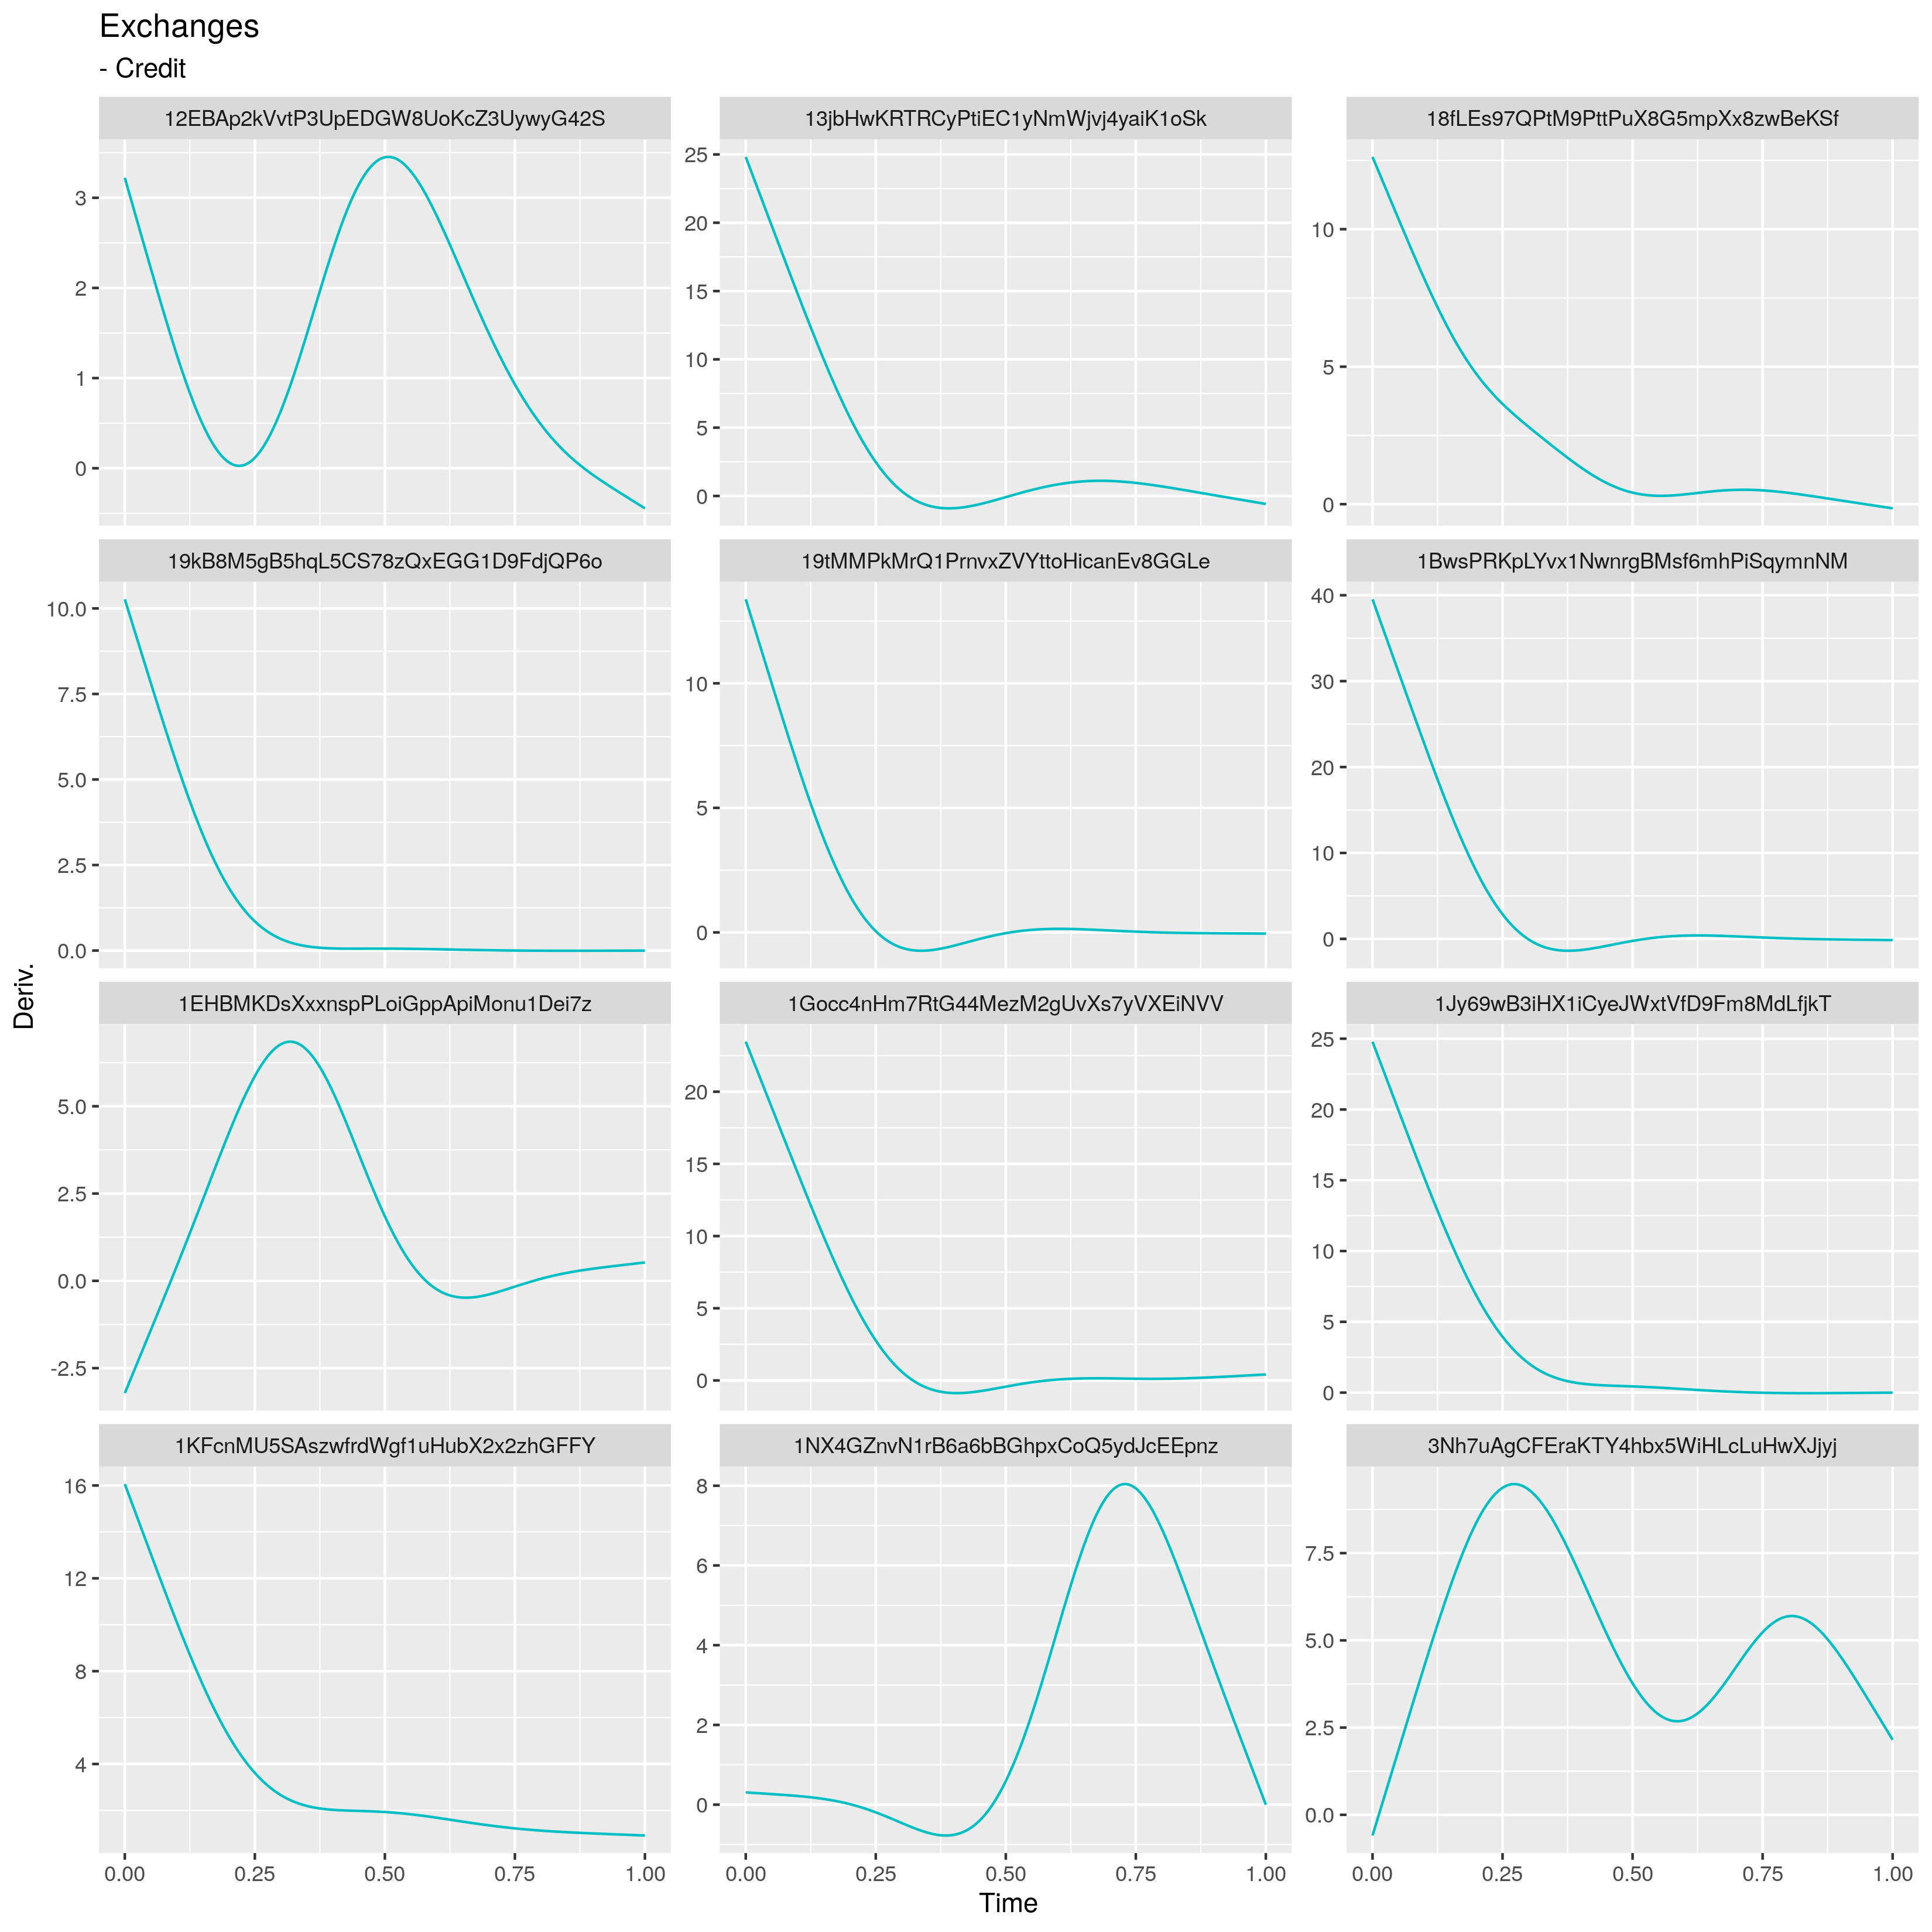 Exchanges
- Credit
12EBAp2kVvtP3UpEDGW8UoKcZ3UywyG42S
13jbHwKRTRCyPtiEC1yNmWjvj4yaiK1oSk
18fLEs97QPtM9PttPuX8G5mpXx8zwBeKSf
3
2
1
0
25
20
15
10
5
0
10
5
0
19kB8M5gB5hqL5CS78zQxEGG1D9FdjQP6o
19tMMPkMrQ1PrnvxZVYttoHicanEv8GGLe
1BwsPRKpLYvx1NwnrgBMsf6mhPiSqymnNM
10.0
7.5
5.0
2.5
0.0
10
5
0
40
30
20
10
0
Deriv.
1EHBMKDsXxxnspPLoiGppApiMonu1Dei7z
1Gocc4nHm7RtG44MezM2gUvXs7yVXEiNVV
1Jy69wB3iHX1iCyeJWxtVfD9Fm8MdLfjkT
5.0
2.5
0.0
-2.5
20
15
10
5
0
25
20
15
10
5
0
1KFcnMU5SAszwfrdWgf1uHubX2x2zhGFFY
1NX4GZnvN1rB6a6bBGhpxCoQ5ydJcEEpnz
3Nh7uAgCFEraKTY4hbx5WiHLcLuHwXJjyj
16
12
8
4
8
6
4
2
0
7.5
5.0
2.5
0.0
0.00 0.25 0.50 0.75 1.00
0.00 0.25 0.50 0.75 1.00
0.00 0.25 0.50 0.75 1.00
Time